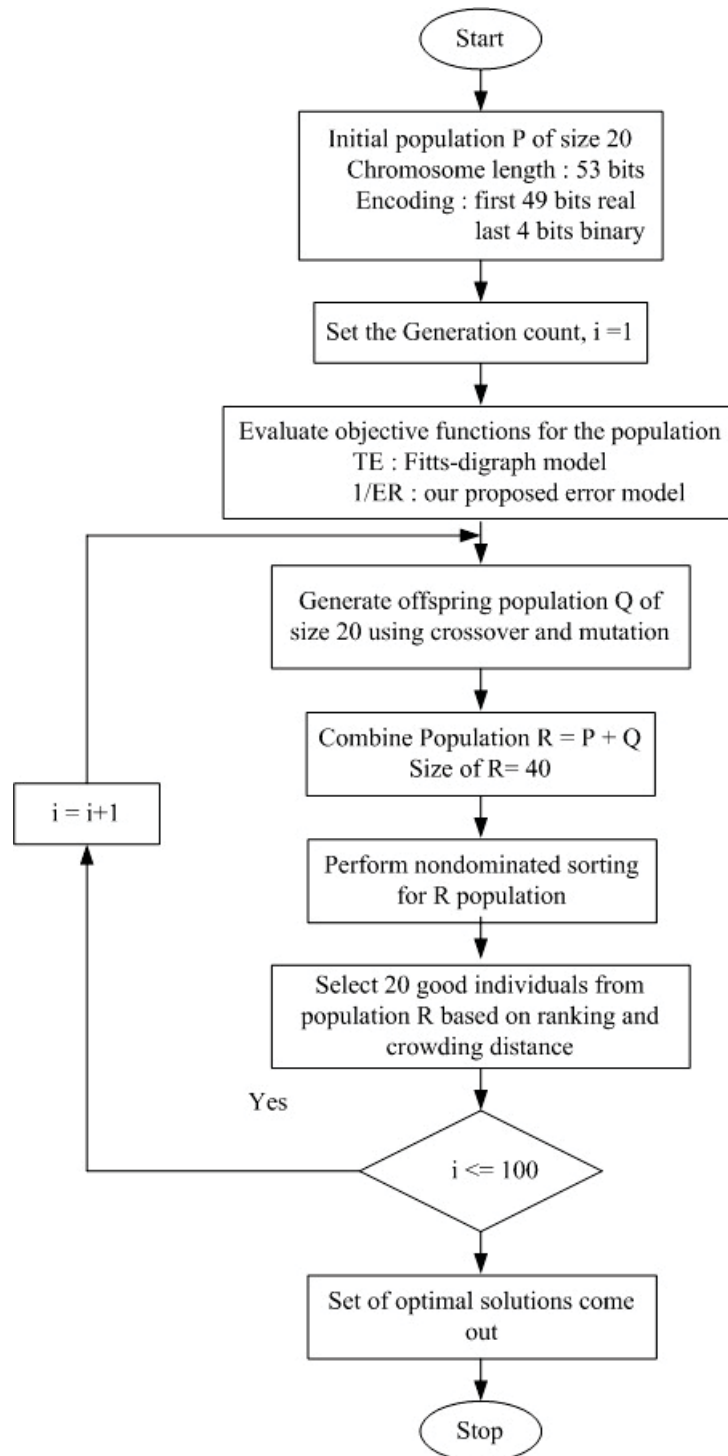 Start
Initial population P of size 20
Chromosome length : 53 bits
Encoding : first 49 bits real
last 4 bits binary
Set the Generation count, i =1
Evaluate objective functions for the population
TE : Fitts-digraph model
1/ER : our proposed error model
Generate offspring population Q of
size 20 using crossover and mutation
Combine Population R = P + Q
Size of R= 40
i = i+1
Perform nondominated sorting
for R population
Select 20 good individuals from
population R based on ranking and
crowding distance
Yes
i <= 100
Set of optimal solutions come
out
Stop